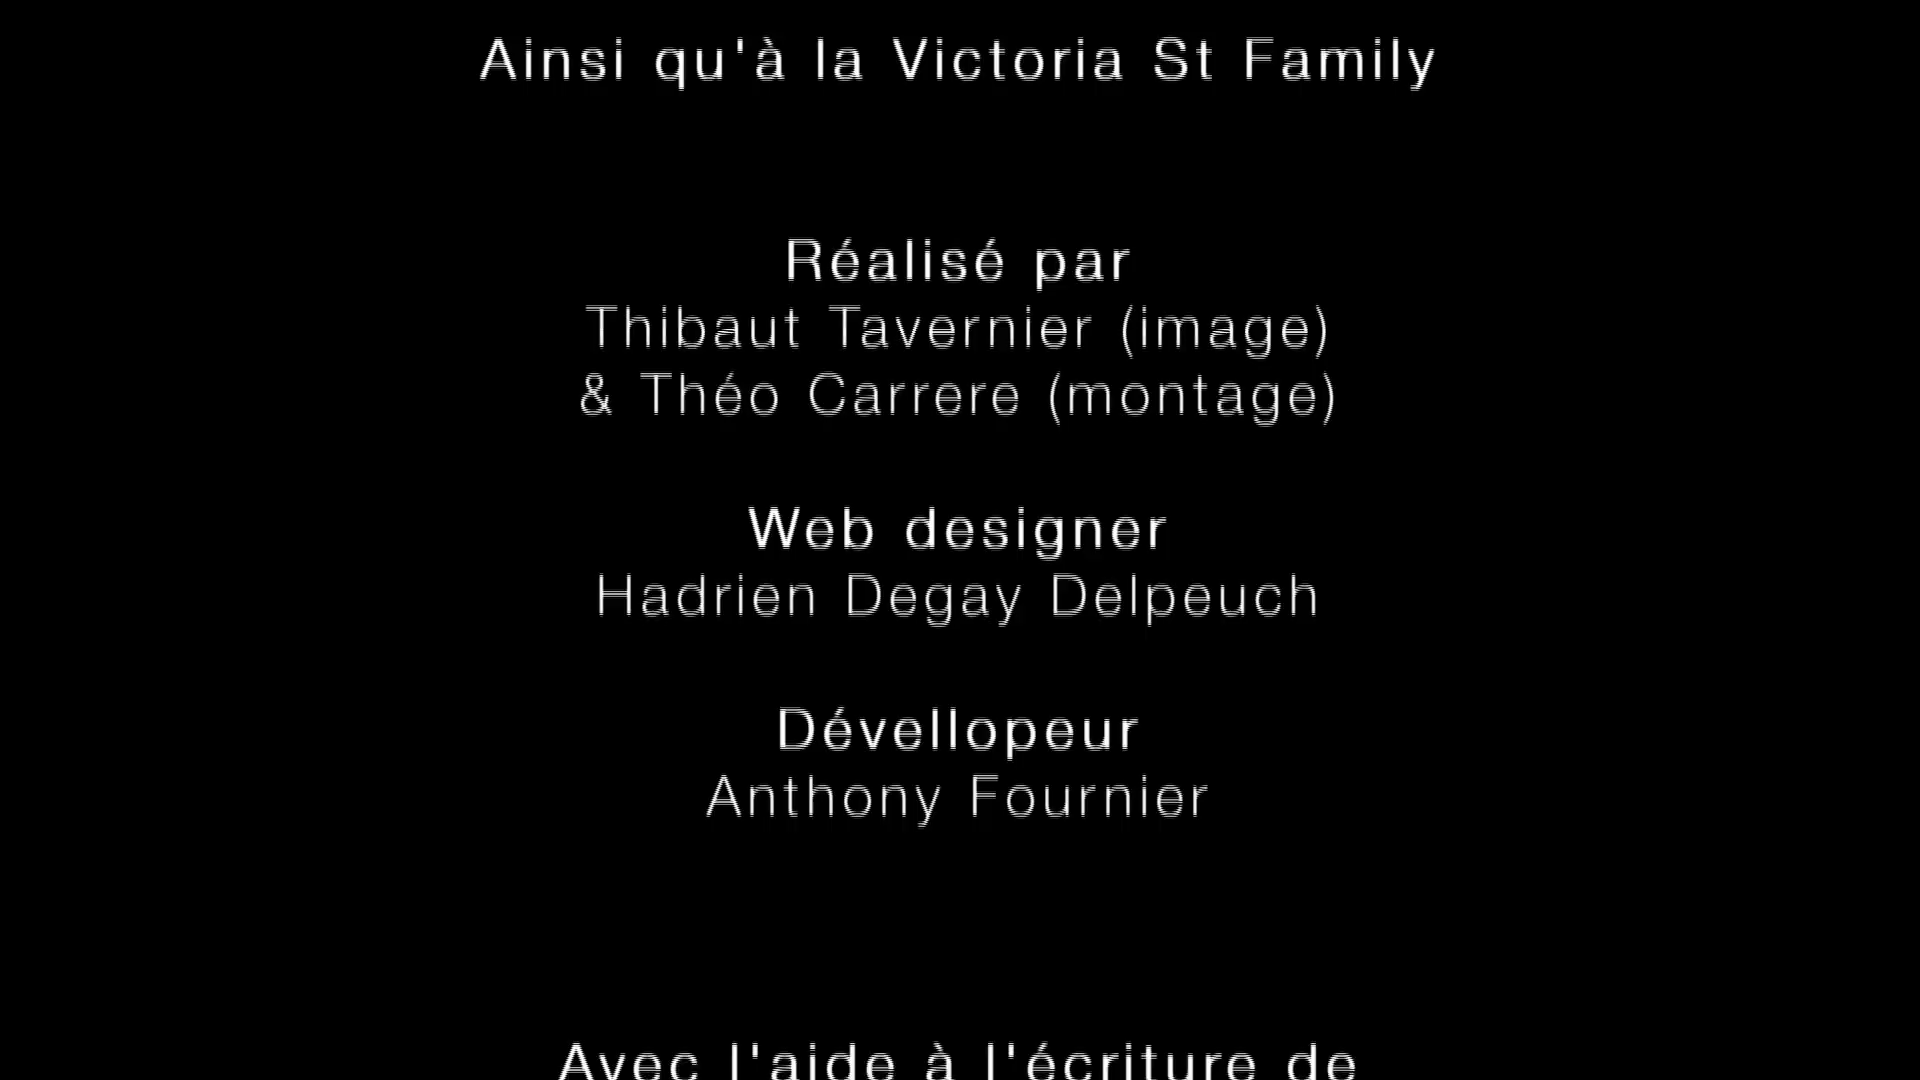 Ainsi qu'à la Victoria St Family
Réalisé par
Thibaut Tavernier (image)
& Théo Carrere (montage)
Web designer
Hadrien Degay Delpeuch
Dévellopeur
Anthony Fournier
Avec l'aide à l'écriture de